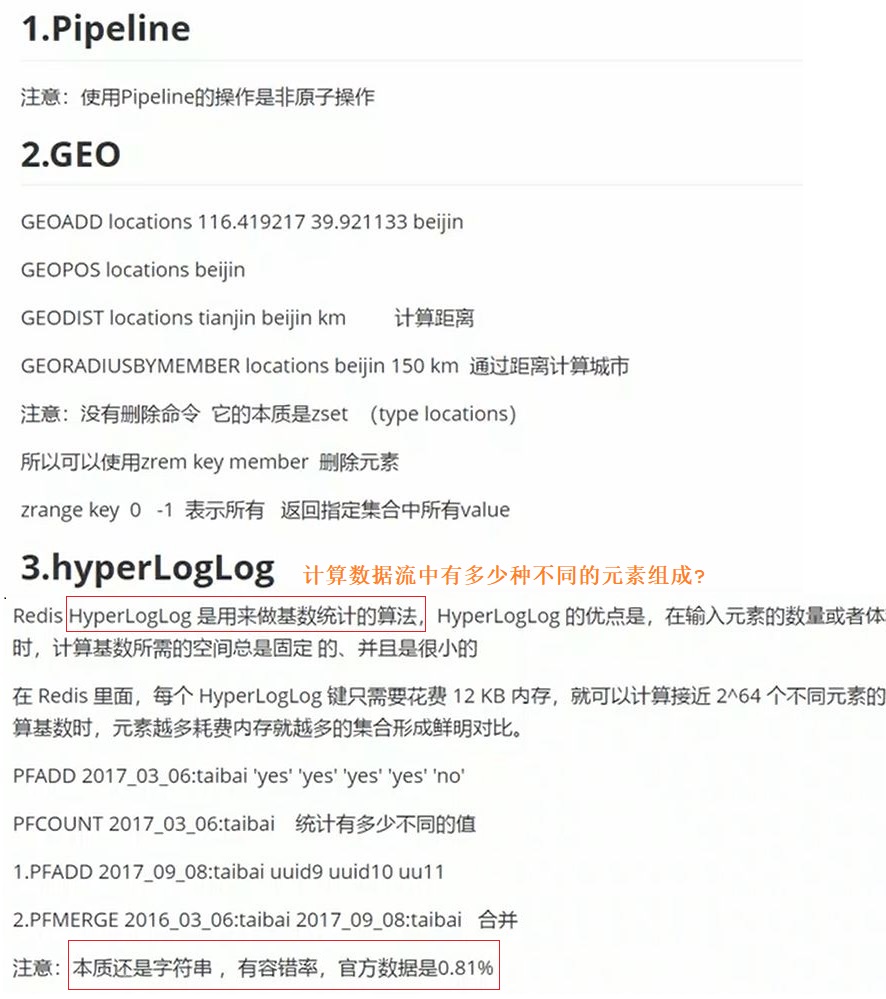 1.Pipeline
注意：使用Pipeline的操作是非原子操作
2.GEO
GEOADD locations 116.419217 39.921133 beijin
GEOPOS locations beijin
GEODIST locations tianjin beijin km 计算距离
GEORADIUSBYMEMBER locations beijin 150 km 通过距离计算城市
注意：没有删除命令 它的本质是zset （type locations）
所以可以使用zrem key member 删除元素
zrange key 0 -1 表示所有 返回指定集合中所有value
3.hyperLogLog 计算数据流中有多少种不同的元素组成?
Redis HyperLogLog 是用来做基数统计的算法，HyperLogLog 的优点是，在输入元素的数量或者体
时，计算基数所需的空间总是固定 的、并且是很小的
在 Redis 里面，每个 HyperLogLog 键只需要花费 12 KB 内存，就可以计算接近 2^64 个不同元素的
算基数时，元素越多耗费内存就越多的集合形成鲜明对比。
PFADD 2017_03_06:taibai 'yes' 'yes' 'yes' 'yes' 'no'
PFCOUNT 2017_03_06:taibai 统计有多少不同的值
1.PFADD 2017_09_08:taibai uuid9 uuid10 uu11
2.PFMERGE 2016_03_06:taibai 2017_09_08:taibai 合并
注意：本质还是字符串 ，有容错率，官方数据是0.81%